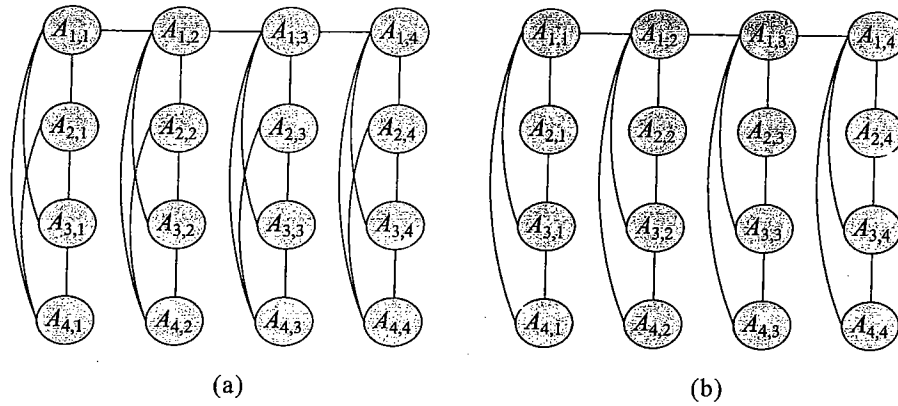 A1,1 A1,2 A1,3 A1,4 A1,1 A1,2 A1,3 A1,4
A2,1 A2,2 A2,3 A2,4 A2,1 A2,2 A2,3 A2,4
A3,1 A3,2 A3,3 A3,4 A3,1 A3,2 A3,3 A3,4
A4,1 A4,2 A4,3 A4,4 A4,1 A4,2 A4,3 A4,4
(a) (b)